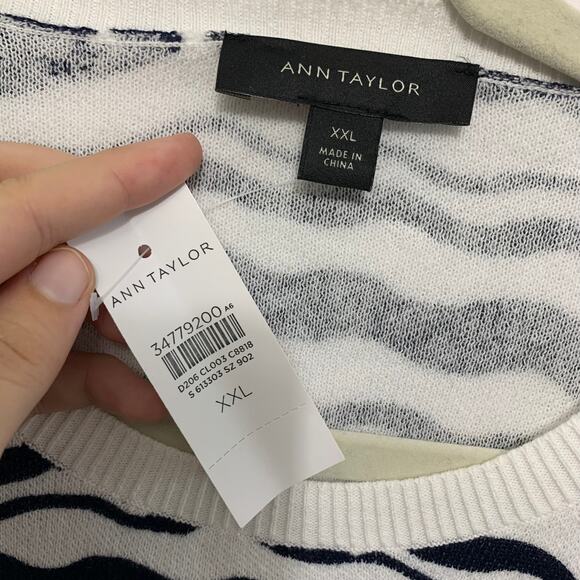 ANN TAYLOR
XXL
MADE IN
CHINA
ANN TAYLOR
34779200 A6
D206 CL003 C8818
S 613303 SZ 902
XXL